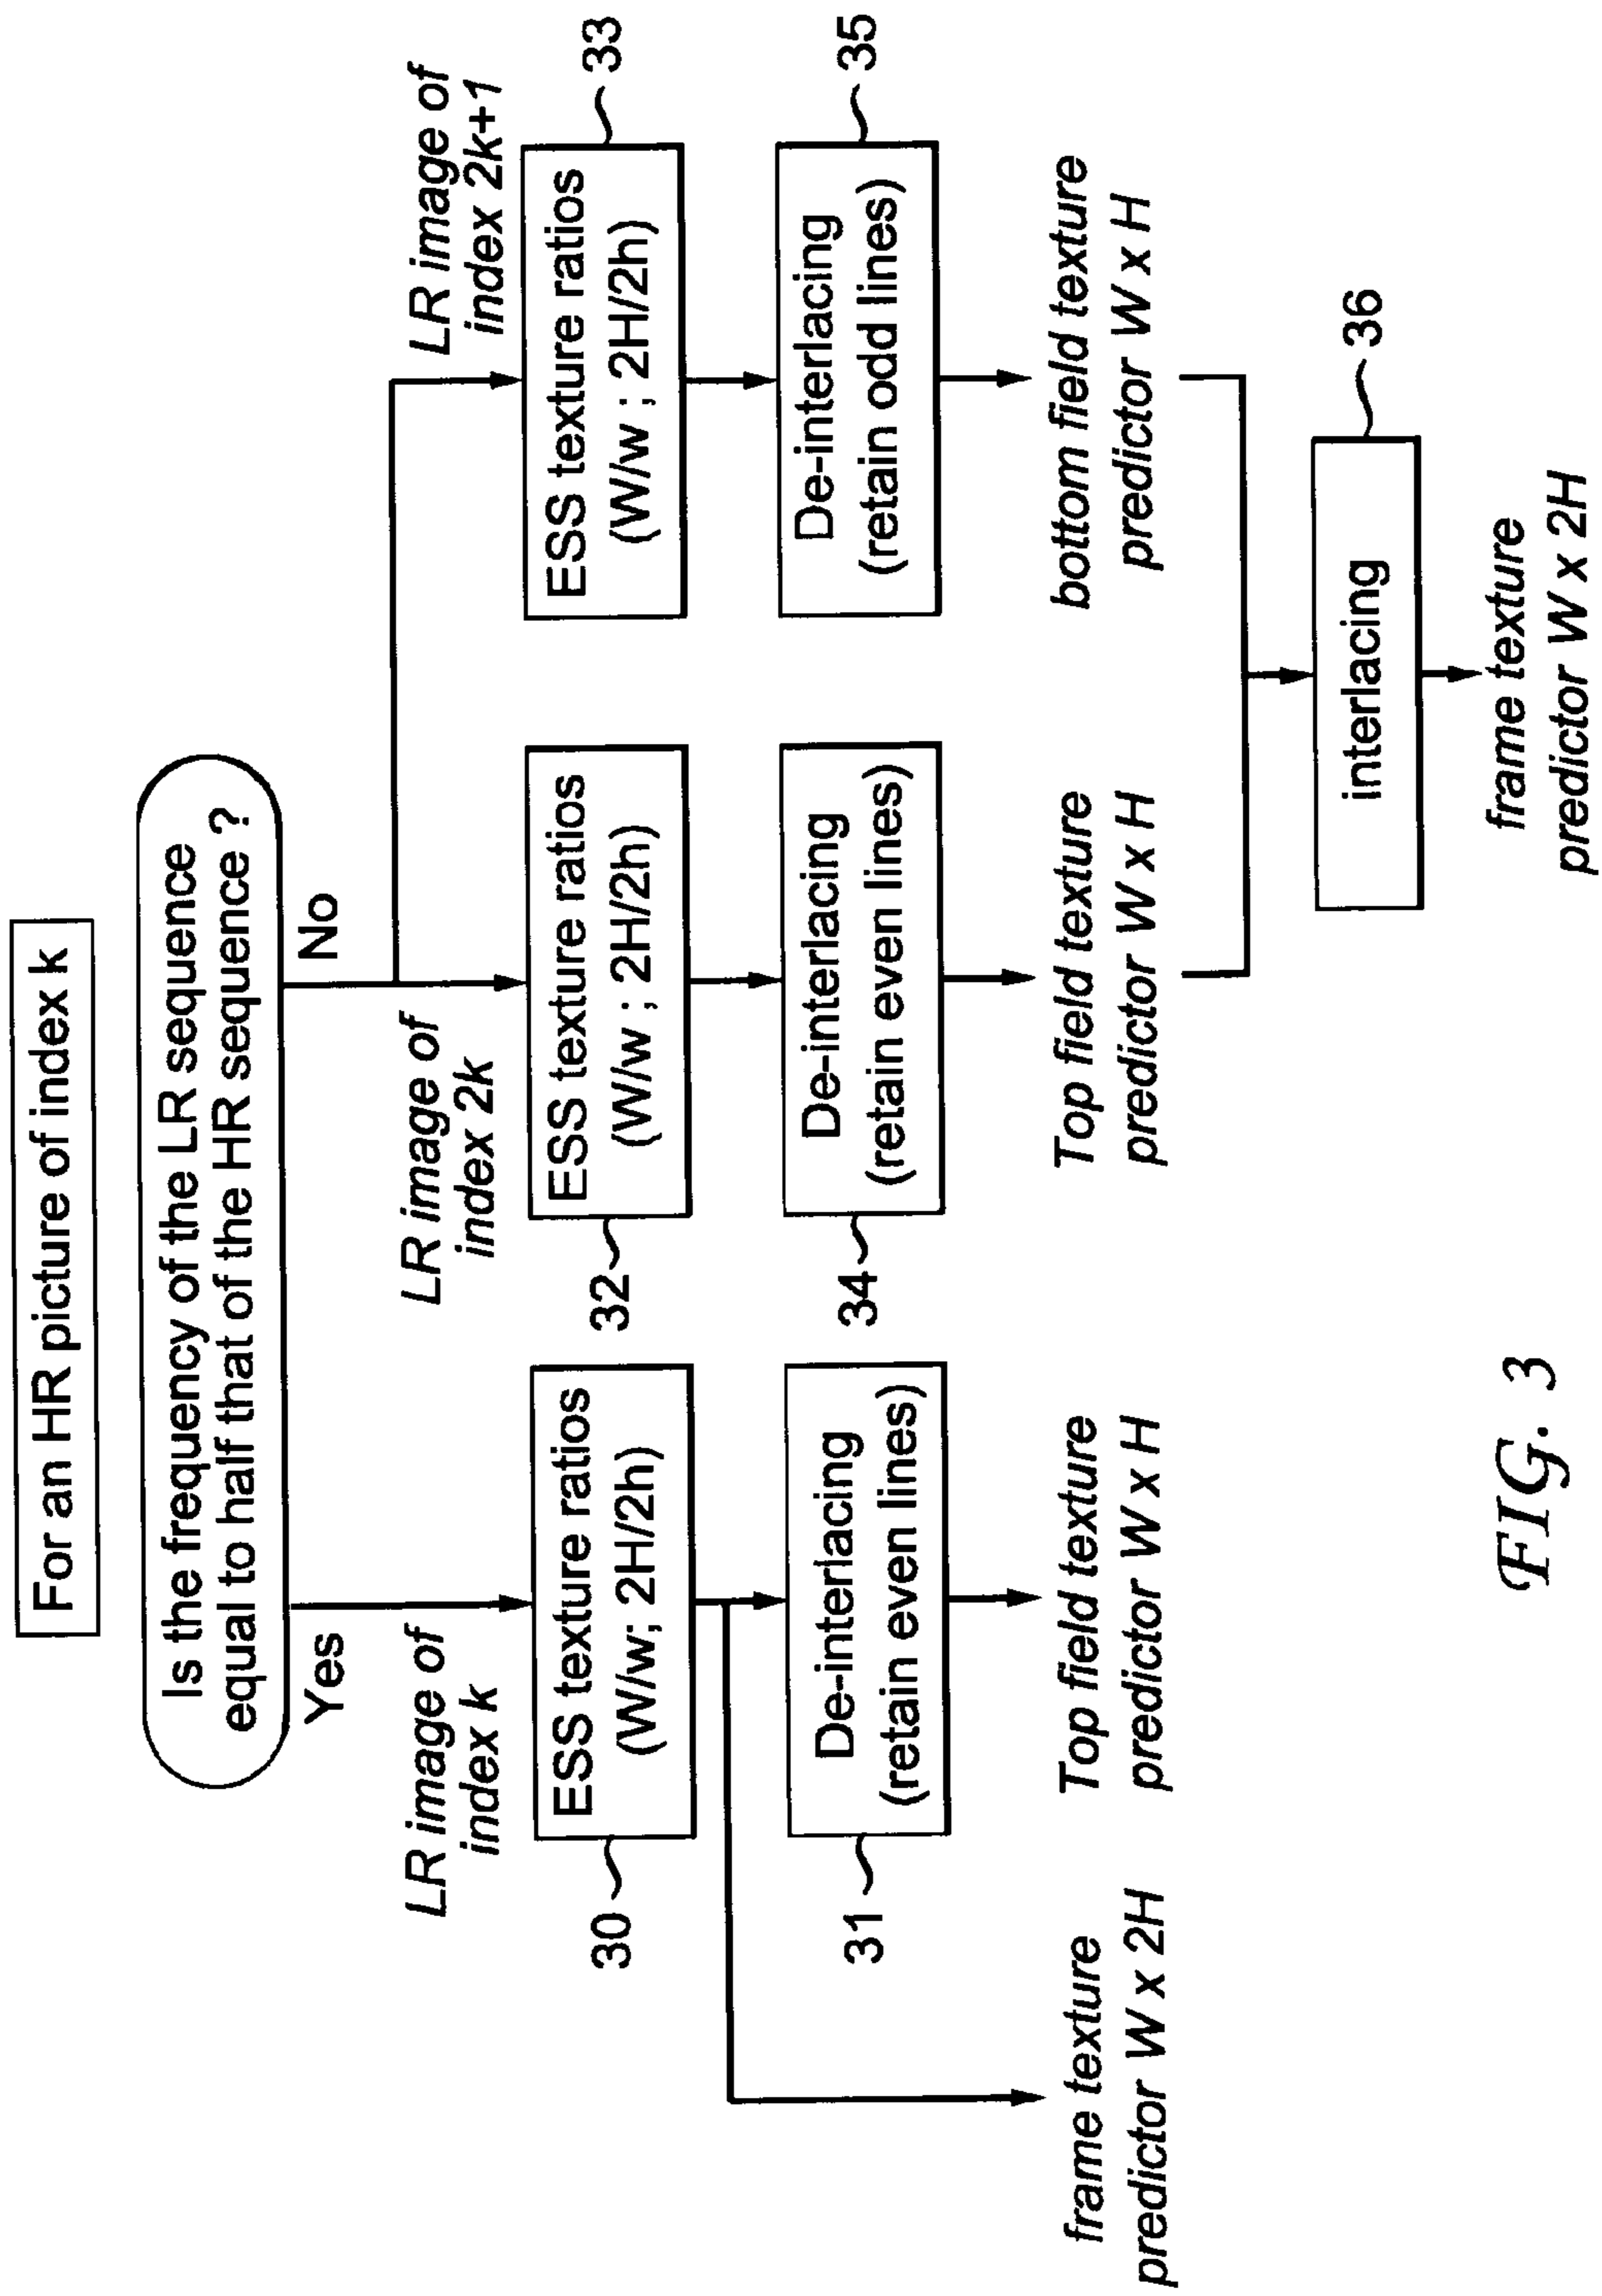 For an HR picture of index k
Is the frequency of the LR sequence
equal to half that of the HR sequence ?
Yes
No
LR image of
index k
LR image of
index 2k
LR image of
index 2k+1
30
ESS texture ratios
(W/w; 2H/2h)
32
ESS texture ratios
(W/w ; 2H/2h)
ESS texture ratios
(W/w ; 2H/2h)
33
31
De-interlacing
(retain even lines)
34
De-interlacing
(retain even lines)
De-interlacing
(retain odd lines)
35
frame texture
predictor W x 2H
Top field texture
predictor W x H
Top field texture
predictor W x H
bottom field texture
predictor W x H
interlacing
36
frame texture
predictor W x 2H
FIG. 3